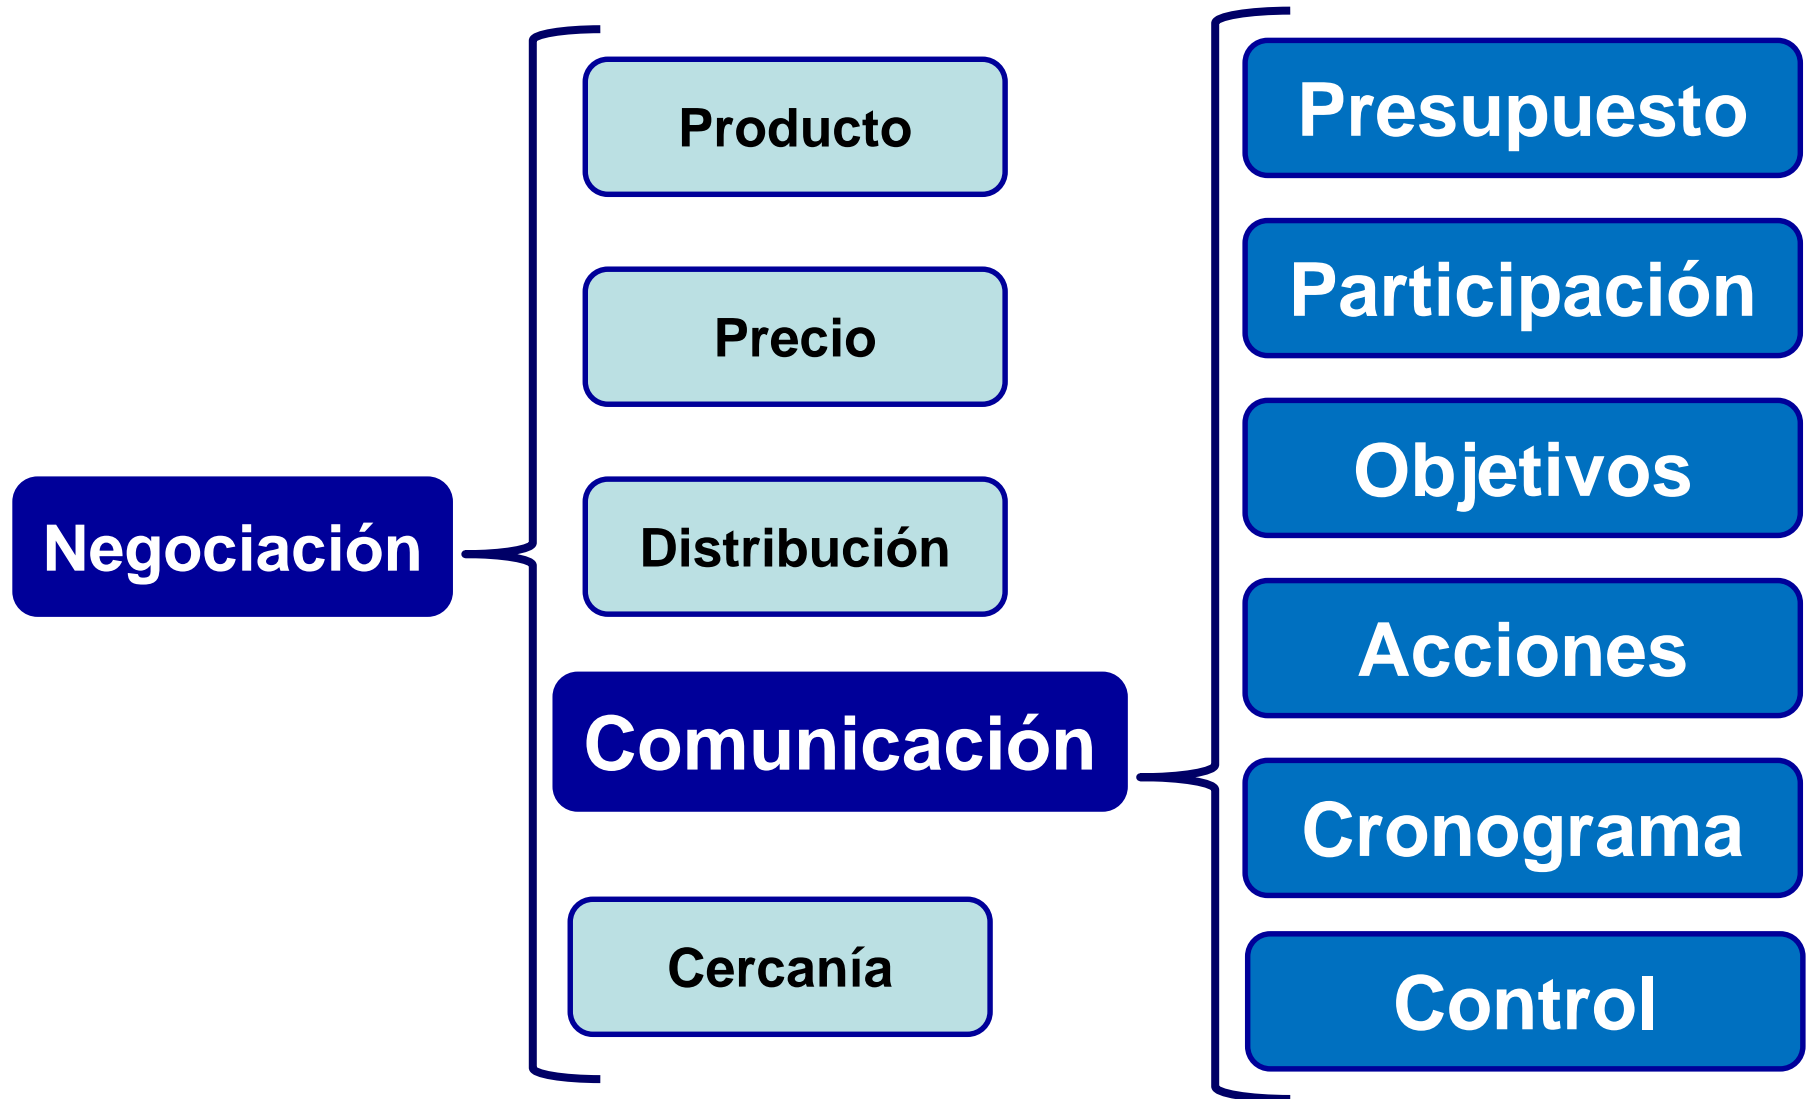 Negociación
Producto
Precio
Distribución
Comunicación
Cercanía
Presupuesto
Participación
Objetivos
Acciones
Cronograma
Control